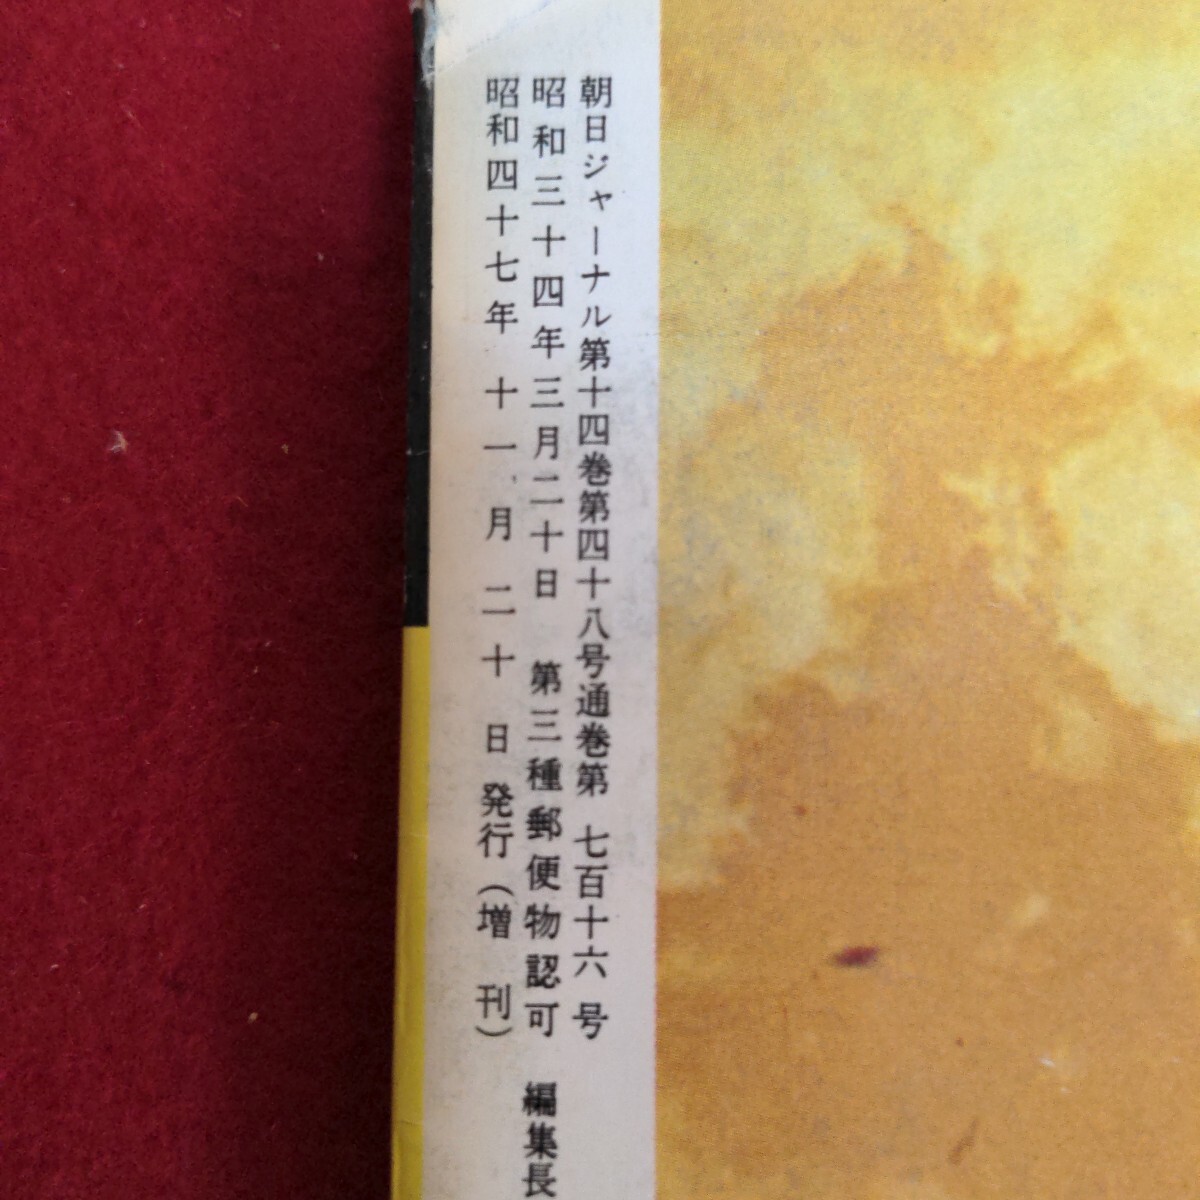 朝日ジャーナル第十四巻第四十八号通巻第 七百十六号
昭和三十四年三月二十日 第三種郵便物認可 編集長
昭和四十七年 十一月 二十 日 発行（増 刊）